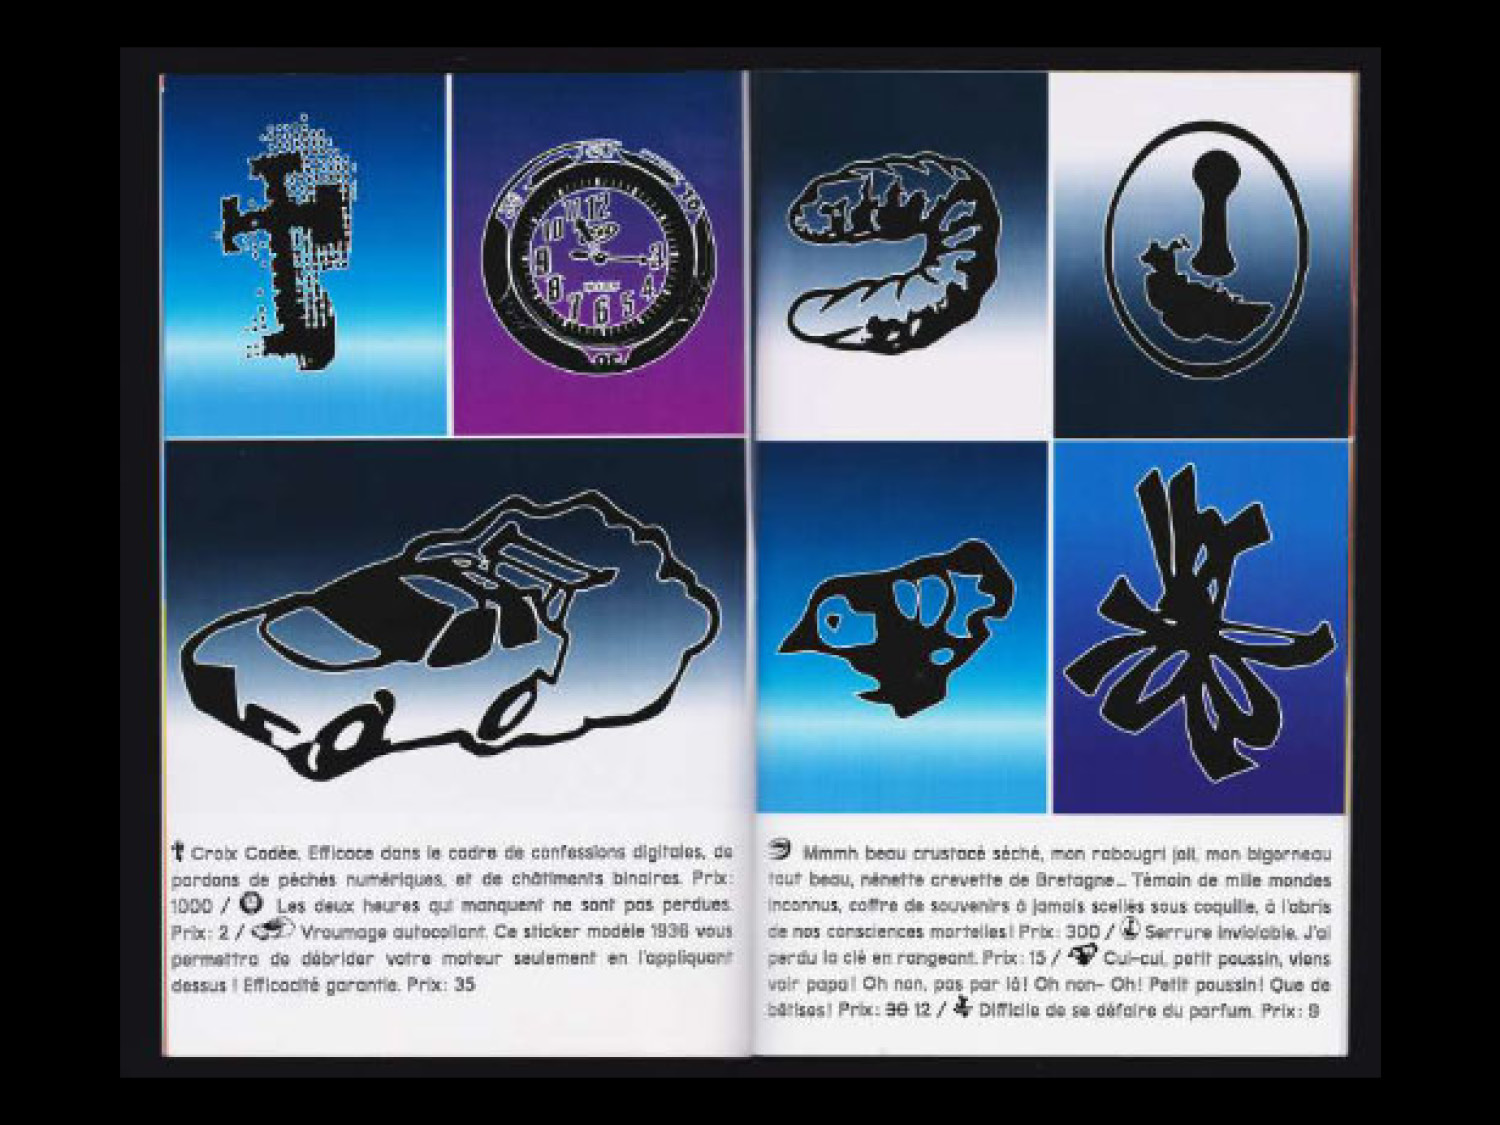 12
11
10
9
8
7
6
5
4
3
10
Croix Codée. Efficace dans le cadre de confessions digitales, de
pardons de péchés numériques, et de châtiments binaires. Prix:
1000 / Les deux heures qui manquent ne sont pas perdues.
Prix: 2 / Vroumage autocollant. Ce sticker modèle 1936 vous
permettra de débrider votre moteur seulement en l'appliquant
dessus ! Efficacité garantie. Prix: 35
Mmmh beau crustacé séché, mon rabougri joli, mon bigorneau
tout beau, nénette crevette de Bretagne... Témoin de mille mondes
inconnus, coffre de souvenirs à jamais scellés sous coquille, à l'abris
de nos consciences mortelles! Prix: 300 / Serrure inviolable. J'ai
perdu la clé en rangeant. Prix: 15 / Cui-cui, petit poussin, viens
voir papa! Oh non, pas par là! Oh non- Oh! Petit poussin! Que de
bêtises! Prix: 30 12 / Difficile de se défaire du parfum. Prix: 9